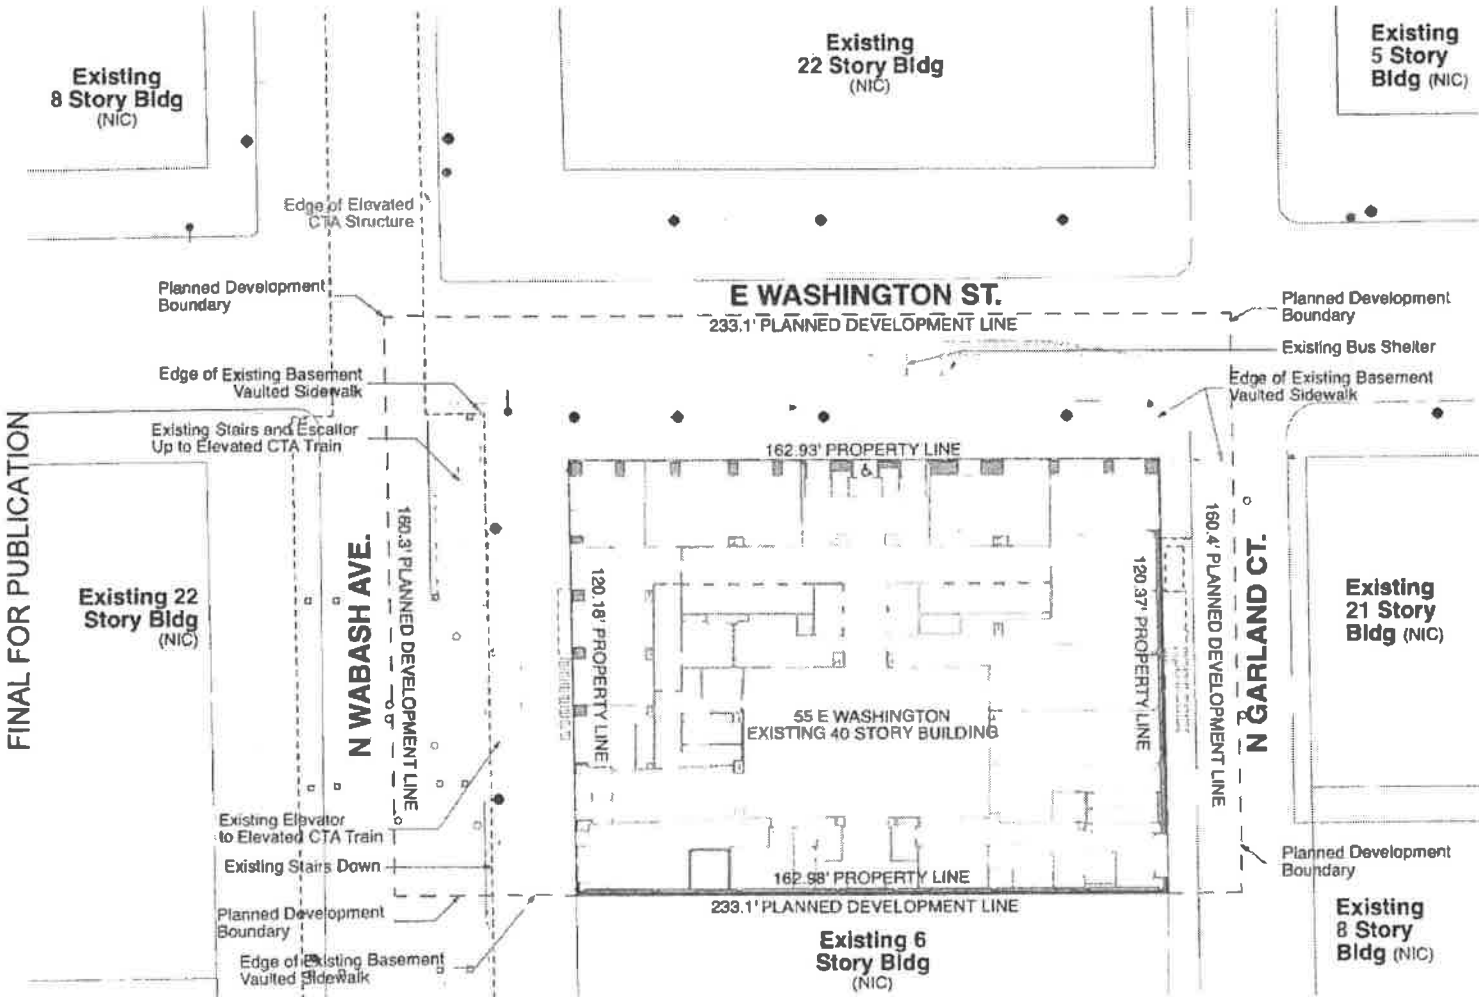 Existing
8 Story Bldg
(NIC)
Existing
22 Story Bldg
(NIC)
Existing
5 Story
Bldg (NIC)
Edge of Elevated
CTA Structure
Planned Development
Boundary
E WASHINGTON ST.
233.1' PLANNED DEVELOPMENT LINE
Planned Development
Boundary
Existing Bus Shelter
Edge of Existing Basement
Vaulted Sidewalk
Edge of Existing Basement
Vaulted Sidewalk
Existing Stairs and Escaltor
Up to Elevated CTA Train
162.93' PROPERTY LINE
FINAL FOR PUBLICATION
Existing 22
Story Bldg
(NIC)
N WABASH AVE.
160.3' PLANNED DEVELOPMENT LINE
120.18' PROPERTY LINE
55 E WASHINGTON
EXISTING 40 STORY BUILDING
120.37' PROPERTY LINE
160.4' PLANNED DEVELOPMENT LINE
N GARLAND CT.
Existing
21 Story
Bldg (NIC)
Existing Elevator
to Elevated CTA Train
Existing Stairs Down
Planned Development
Boundary
Edge of Existing Basement
Vaulted Sidewalk
162.98' PROPERTY LINE
233.1' PLANNED DEVELOPMENT LINE
Existing 6
Story Bldg
(NIC)
Planned Development
Boundary
Existing
8 Story
Bldg (NIC)